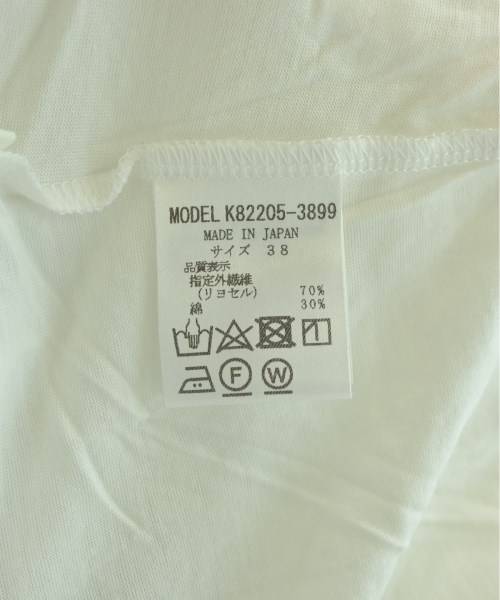 MODEL K82205-3899
MADE IN JAPAN
サイズ 38
品質表示
指定外繊維
(リヨセル) 70%
綿 30%
F W